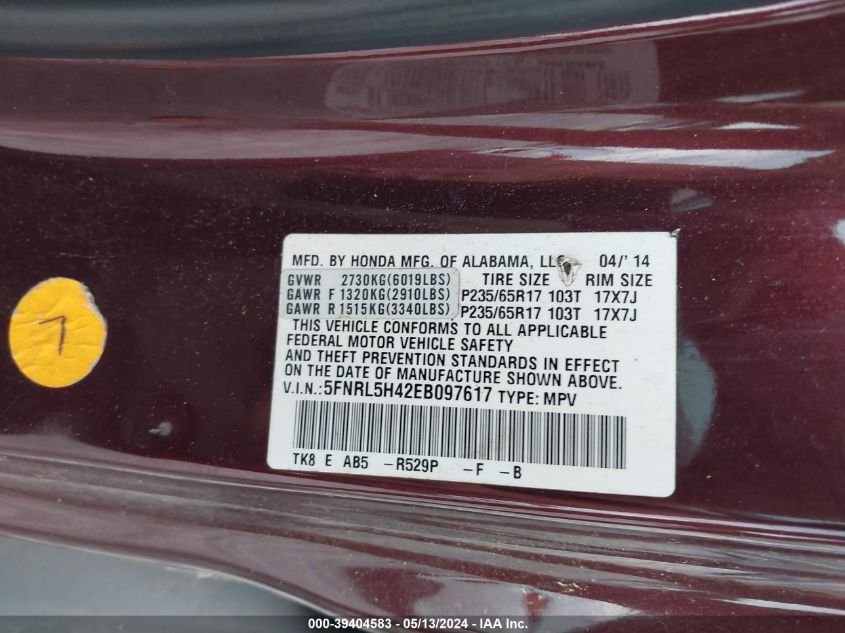 MFD. BY HONDA MFG. OF ALABAMA, LL 04/'14
GVWR 2730KG(6019LBS) TIRE SIZE RIM SIZE
GAWR F 1320KG(2910LBS) P235/65R17 103T 17X7J
GAWR R 1515KG(3340LBS) P235/65R17 103T 17X7J
THIS VEHICLE CONFORMS TO ALL APPLICABLE
FEDERAL MOTOR VEHICLE SAFETY
AND THEFT PREVENTION STANDARDS IN EFFECT
ON THE DATE OF MANUFACTURE SHOWN ABOVE.
V.I.N.: 5FNRL5H42EB097617 TYPE: MPV
TK8 E AB5 -R529P -F -B
7
000-39404583 - 05/13/2024 - IAA Inc.